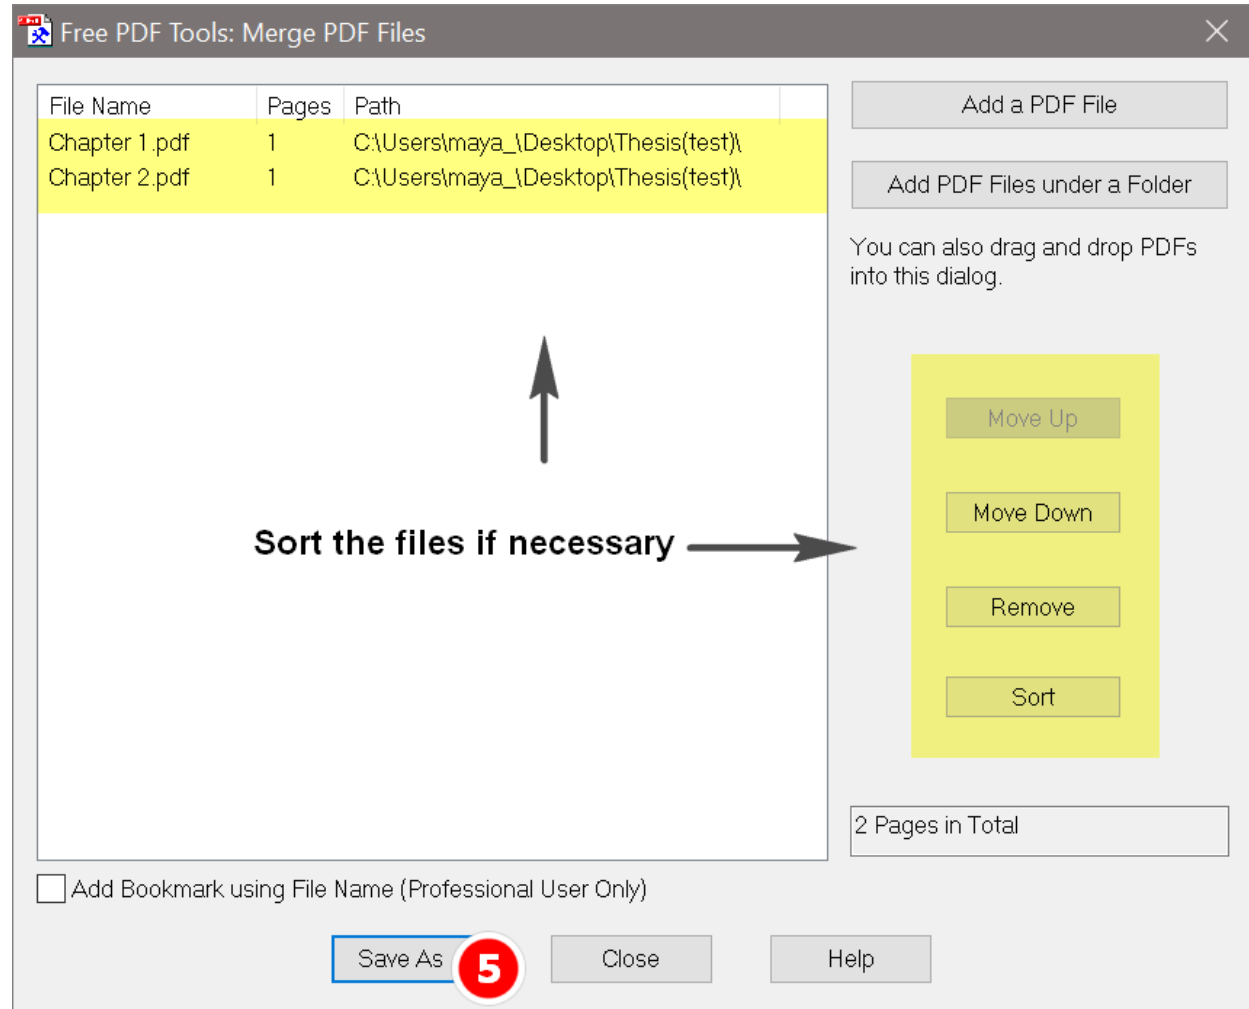 Free PDF Tools: Merge PDF Files
File Name Pages Path
Chapter 1.pdf 1 C:\Users\maya_\Desktop\Thesis(test)\
Chapter 2.pdf 1 C:\Users\maya_\Desktop\Thesis(test)\
Add a PDF File
Add PDF Files under a Folder
You can also drag and drop PDFs
into this dialog.
Sort the files if necessary
Move Up
Move Down
Remove
Sort
2 Pages in Total
Add Bookmark using File Name (Professional User Only)
Save As 5 Close Help